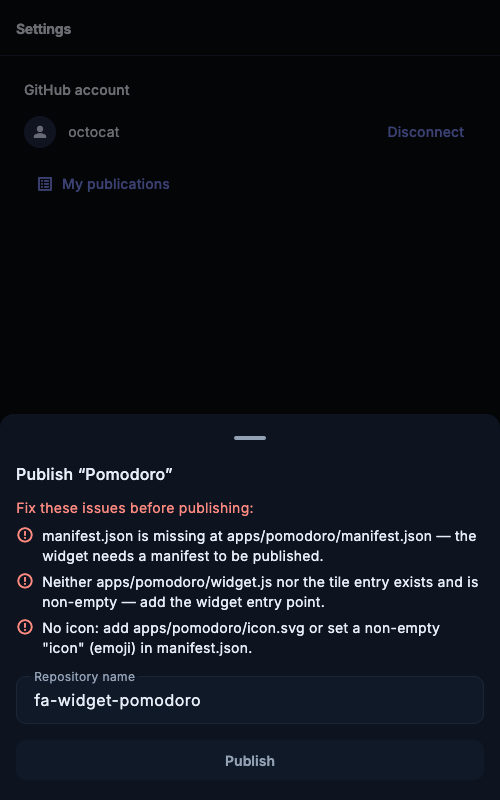 Settings
GitHub account
octocat
Disconnect
My publications
Publish “Pomodoro”
Fix these issues before publishing:
manifest.json is missing at apps/pomodoro/manifest.json — the
widget needs a manifest to be published.
Neither apps/pomodoro/widget.js nor the tile entry exists and is
non-empty — add the widget entry point.
No icon: add apps/pomodoro/icon.svg or set a non-empty
"icon" (emoji) in manifest.json.
Repository name
fa-widget-pomodoro
Publish